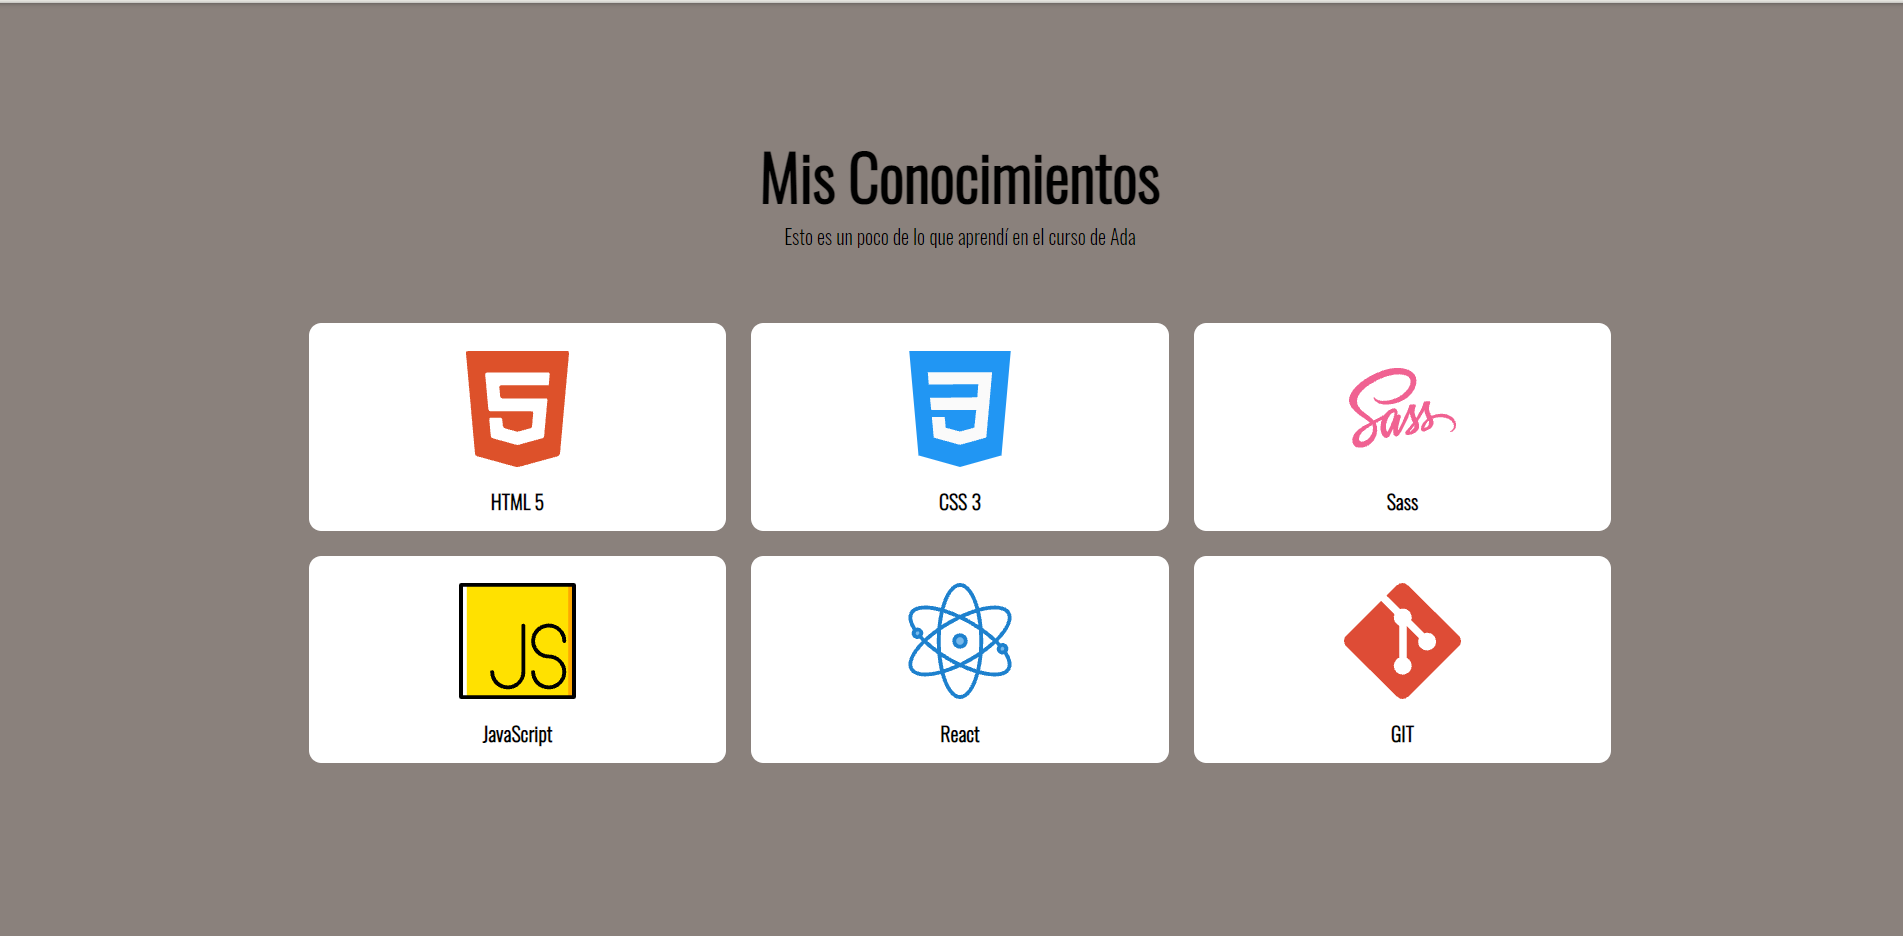 Mis Conocimientos
Esto es un poco de lo que aprendí en el curso de Ada
HTML 5
CSS 3
Sass
Sass
JS
JavaScript
React
GIT